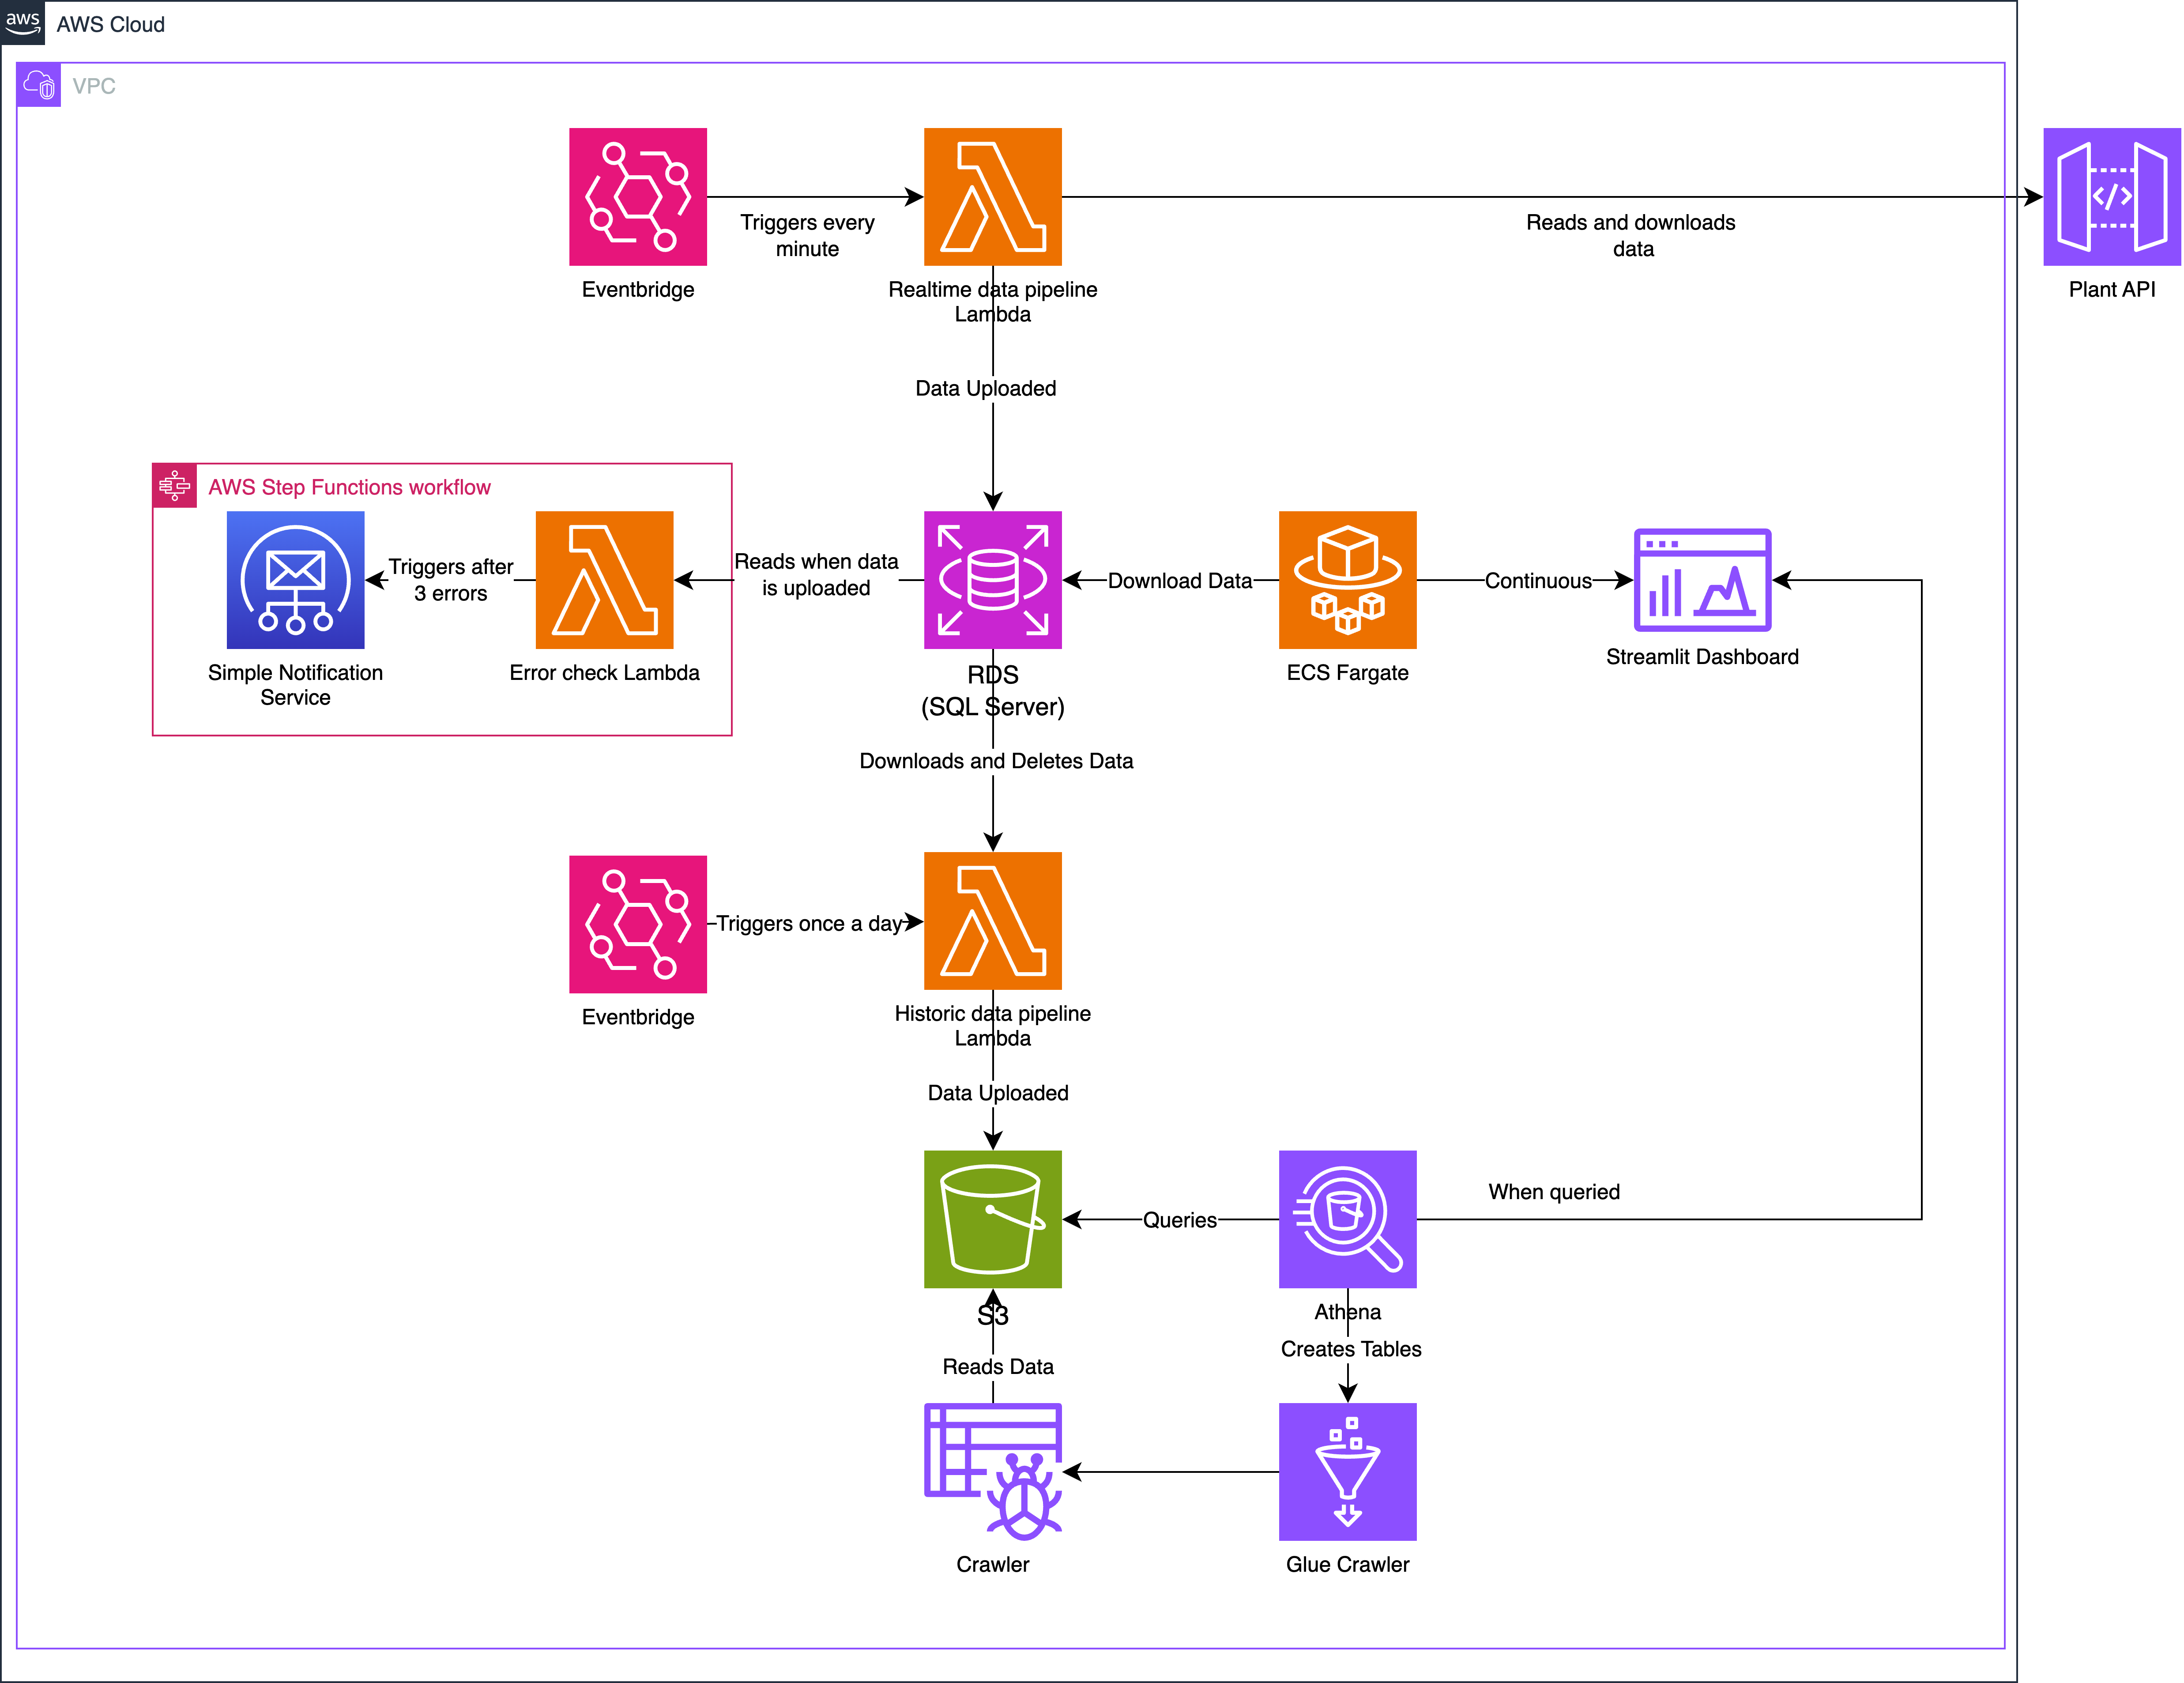 aws
AWS Cloud
VPC
Triggers every
minute
Reads and downloads
data
Eventbridge
Realtime data pipeline
Lambda
Plant API
Data Uploaded
AWS Step Functions workflow
Triggers after
3 errors
Reads when data
is uploaded
Download Data
Continuous
Simple Notification
Service
Error check Lambda
RDS
(SQL Server)
ECS Fargate
Streamlit Dashboard
Downloads and Deletes Data
Triggers once a day
Eventbridge
Historic data pipeline
Lambda
Data Uploaded
When queried
Queries
S3
Athena
Creates Tables
Reads Data
Crawler
Glue Crawler